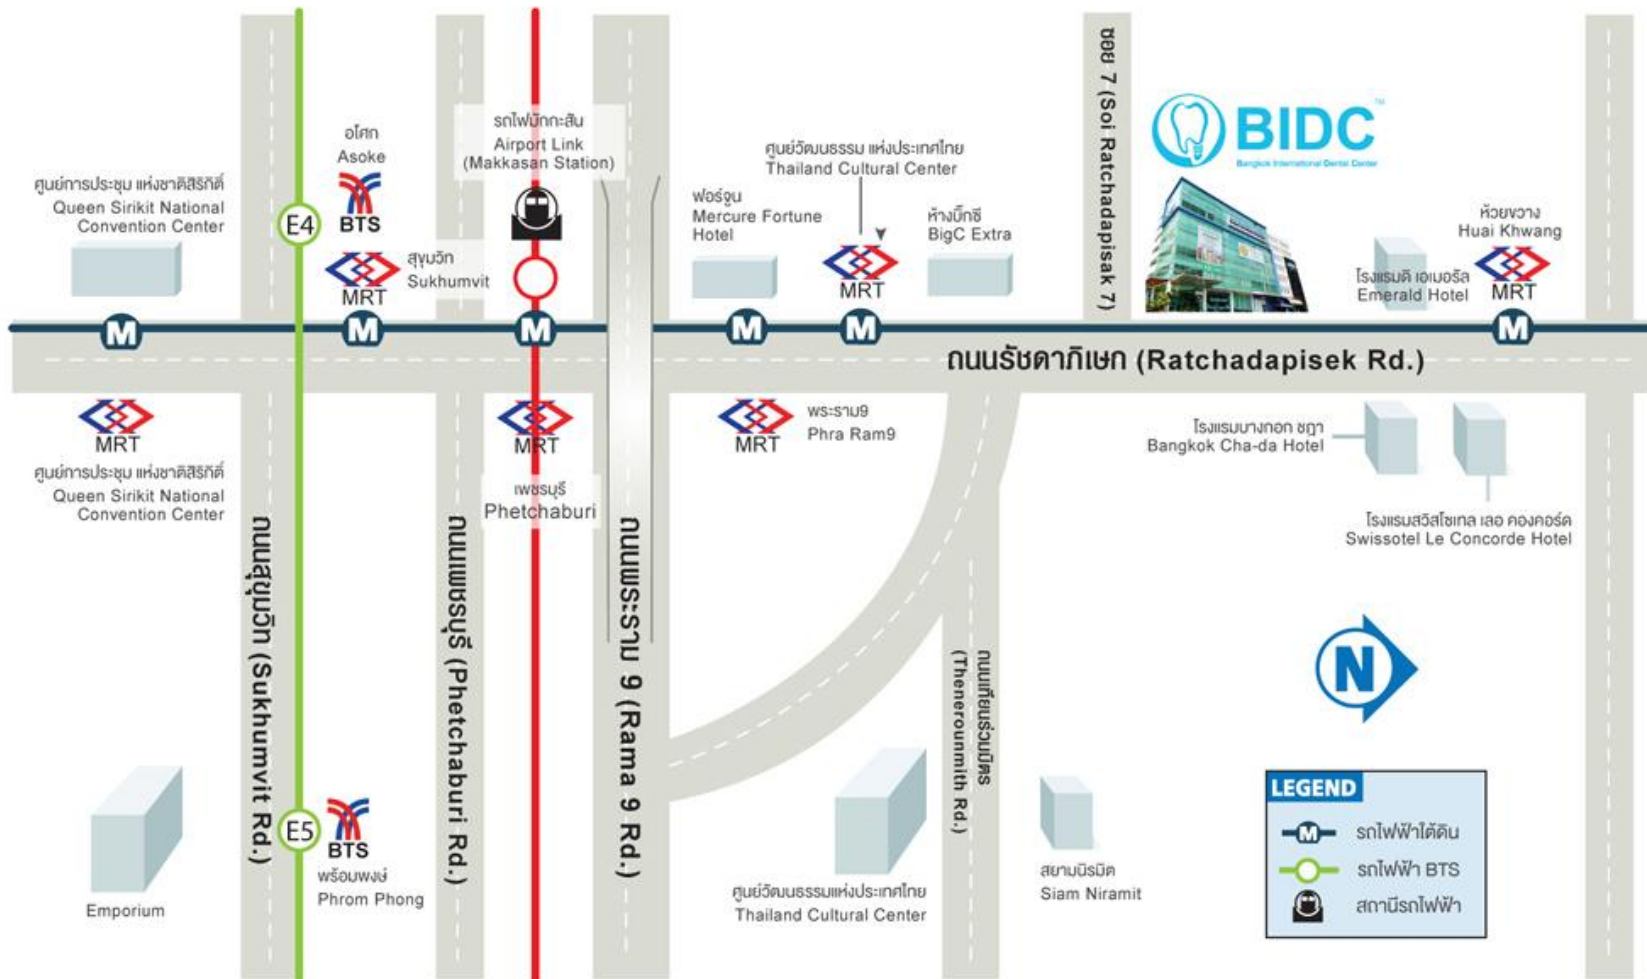 ศูนย์การประชุม แห่งชาติสิริกิติ์
Queen Sirikit National
Convention Center
E4
อโศก
Asoke
BTS
สุขุมวิท
Sukhumvit
MRT
รถไฟมักกะสัน
Airport Link
(Makkasan Station)
ฟอร์จูน
Mercure Fortune
Hotel
ศูนย์วัฒนธรรม แห่งประเทศไทย
Thailand Cultural Center
MRT
ห้างบิ๊กซี
BigC Extra
ซอย 7 (Soi Ratchadapisak 7)
BIDC
TM
Bangkok International Dental Center
โรงแรมดิ เอเมอรัล
Emerald Hotel
ห้วยขวาง
Huai Khwang
MRT
M
M
M
M
M
M
ถนนรัชดาภิเษก (Ratchadapisek Rd.)
MRT
ศูนย์การประชุม แห่งชาติสิริกิติ์
Queen Sirikit National
Convention Center
MRT
เพชรบุรี
Phetchaburi
MRT
พระราม9
Phra Ram9
โรงแรมบางกอก ชฎา
Bangkok Cha-da Hotel
โรงแรมสวิสโซเทล เลอ คองคอร์ด
Swissotel Le Concorde Hotel
ถนนสุขุมวิท (Sukhumvit Rd.)
ถนนเพชรบุรี (Phetchaburi Rd.)
ถนนพระราม 9 (Rama 9 Rd.)
ถนนเทียนร่วมมิตร
(Thenerounmith Rd.)
N
Emporium
E5
BTS
พร้อมพงษ์
Phrom Phong
ศูนย์วัฒนธรรมแห่งประเทศไทย
Thailand Cultural Center
สยามนิรมิต
Siam Niramit
LEGEND
M รถไฟฟ้าใต้ดิน
รถไฟฟ้า BTS
สถานีรถไฟฟ้า